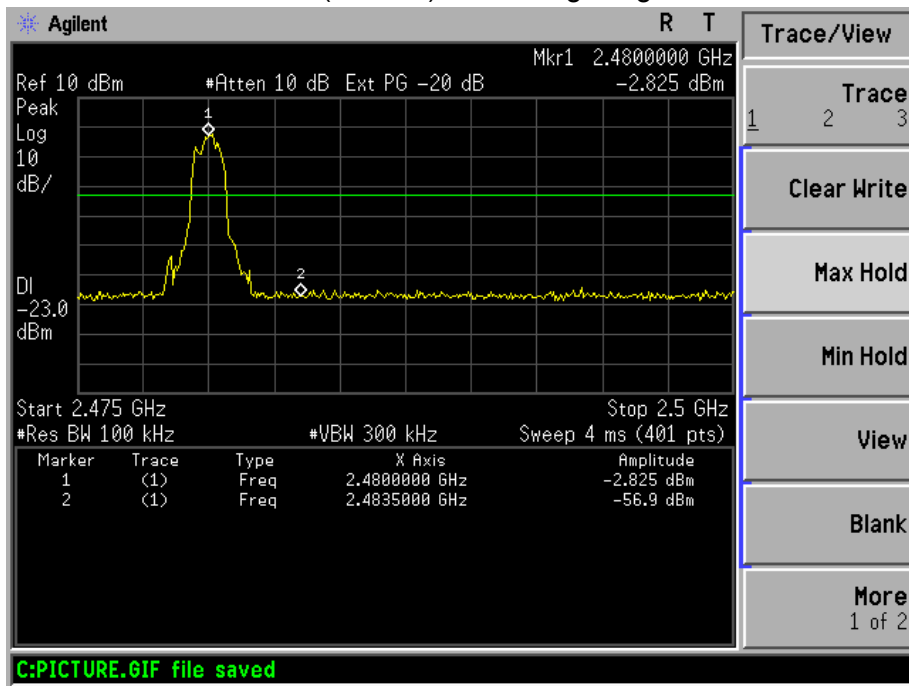 Agilent R T
Mkr1 2.4800000 GHz
Ref 10 dBm #Atten 10 dB Ext PG -20 dB -2.825 dBm
Peak
Log
10
dB/
1
2
DI
-23.0
dBm
Start 2.475 GHz Stop 2.5 GHz
#Res BW 100 kHz #VBW 300 kHz Sweep 4 ms (401 pts)
Marker Trace Type X Axis Amplitude
1 (1) Freq 2.4800000 GHz -2.825 dBm
2 (1) Freq 2.4835000 GHz -56.9 dBm
C:PICTURE.GIF file saved
Trace/View
Trace
1 2 3
Clear Write
Max Hold
Min Hold
View
Blank
More
1 of 2